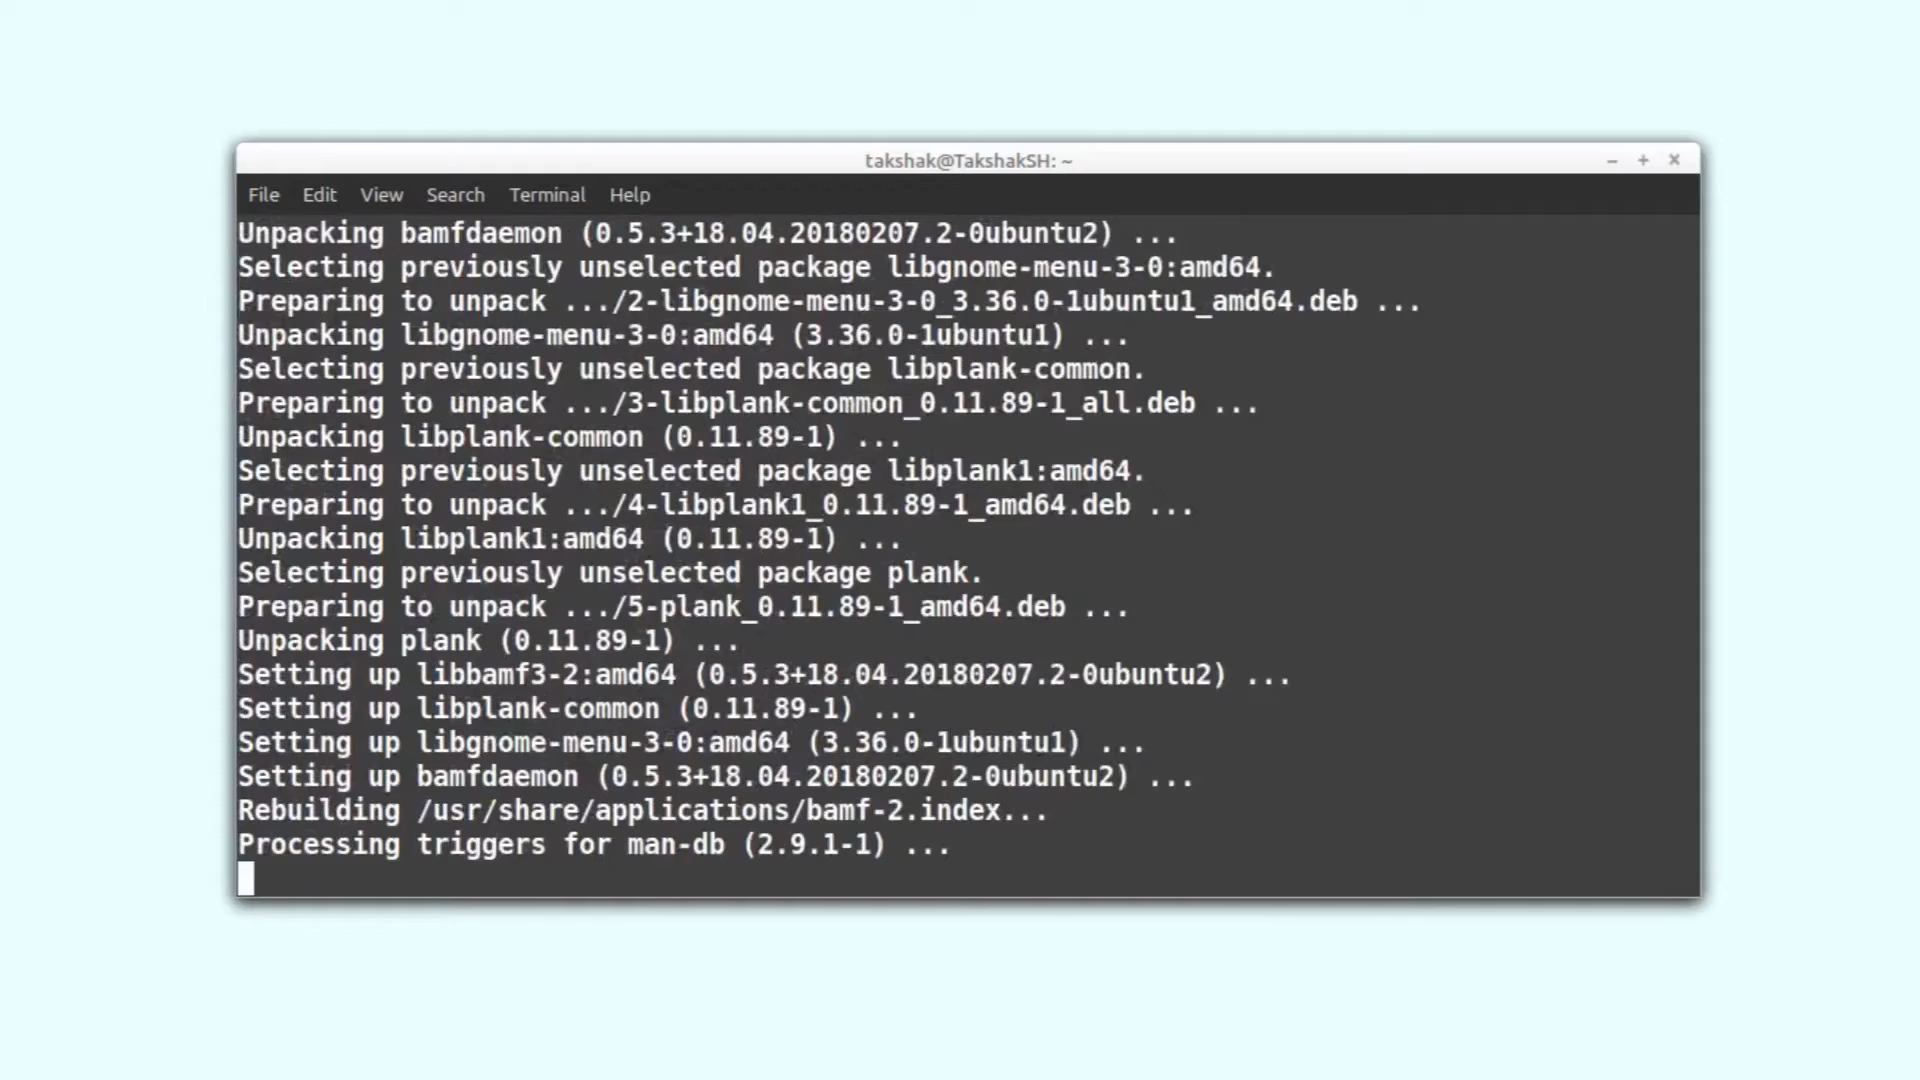 takshak@TakshakSH: ~
File Edit View Search Terminal Help
Unpacking bamfdaemon (0.5.3+18.04.20180207.2-0ubuntu2) ...
Selecting previously unselected package libgnome-menu-3-0:amd64.
Preparing to unpack .../2-libgnome-menu-3-0_3.36.0-1ubuntu1_amd64.deb ...
Unpacking libgnome-menu-3-0:amd64 (3.36.0-1ubuntu1) ...
Selecting previously unselected package libplank-common.
Preparing to unpack .../3-libplank-common_0.11.89-1_all.deb ...
Unpacking libplank-common (0.11.89-1) ...
Selecting previously unselected package libplank1:amd64.
Preparing to unpack .../4-libplank1_0.11.89-1_amd64.deb ...
Unpacking libplank1:amd64 (0.11.89-1) ...
Selecting previously unselected package plank.
Preparing to unpack .../5-plank_0.11.89-1_amd64.deb ...
Unpacking plank (0.11.89-1) ...
Setting up libbamf3-2:amd64 (0.5.3+18.04.20180207.2-0ubuntu2) ...
Setting up libplank-common (0.11.89-1) ...
Setting up libgnome-menu-3-0:amd64 (3.36.0-1ubuntu1) ...
Setting up bamfdaemon (0.5.3+18.04.20180207.2-0ubuntu2) ...
Rebuilding /usr/share/applications/bamf-2.index...
Processing triggers for man-db (2.9.1-1) ...